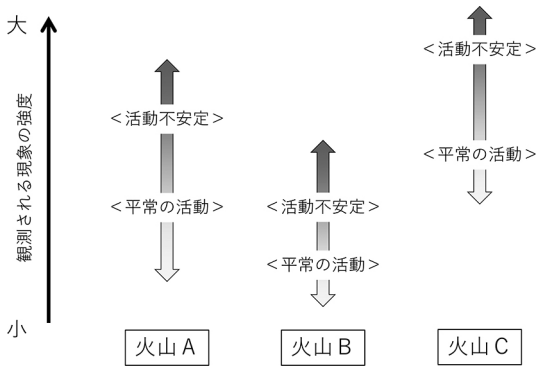 大
観測される現象の強度
小
＜活動不安定＞
＜平常の活動＞
火山A
＜活動不安定＞
＜平常の活動＞
火山B
＜活動不安定＞
＜平常の活動＞
火山C